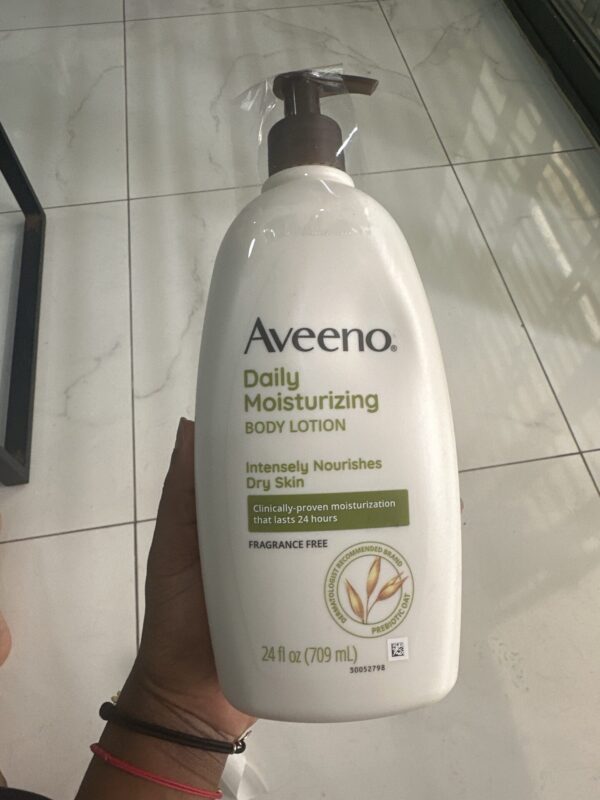 Aveeno®
Daily
Moisturizing
BODY LOTION
Intensely Nourishes
Dry Skin
Clinically-proven moisturization
that lasts 24 hours
FRAGRANCE FREE
DERMATOLOGIST RECOMMENDED BRAND
PREBIOTIC OAT
24 fl oz (709 mL)
50052798